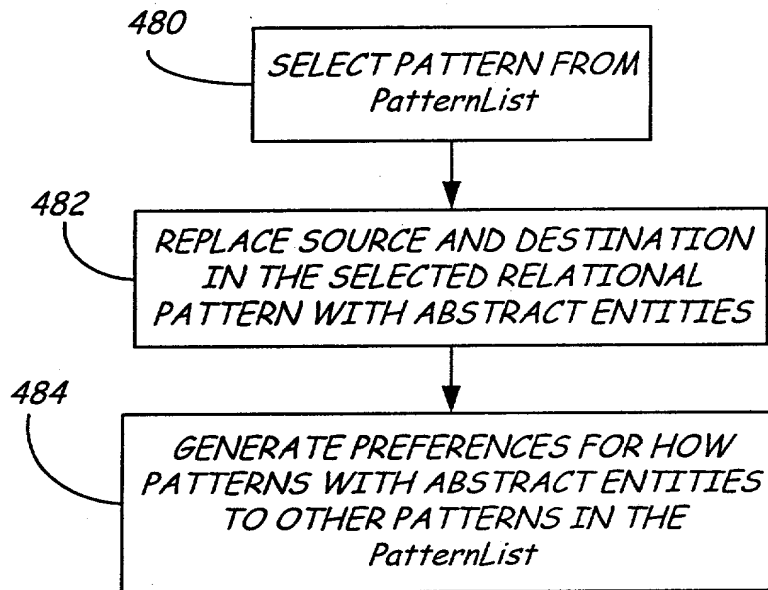 480
SELECT PATTERN FROM
PatternList
482
REPLACE SOURCE AND DESTINATION
IN THE SELECTED RELATIONAL
PATTERN WITH ABSTRACT ENTITIES
484
GENERATE PREFERENCES FOR HOW
PATTERNS WITH ABSTRACT ENTITIES
TO OTHER PATTERNS IN THE
PatternList